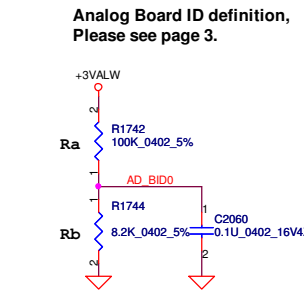 Analog Board ID definition,
Please see page 3.
+3VALW
2
R1742
Ra
100K_0402_5%
1
AD_BID0
1
R1744
1
C2060
Rb
8.2K_0402_5%
0.1U_0402_16V4
2
2